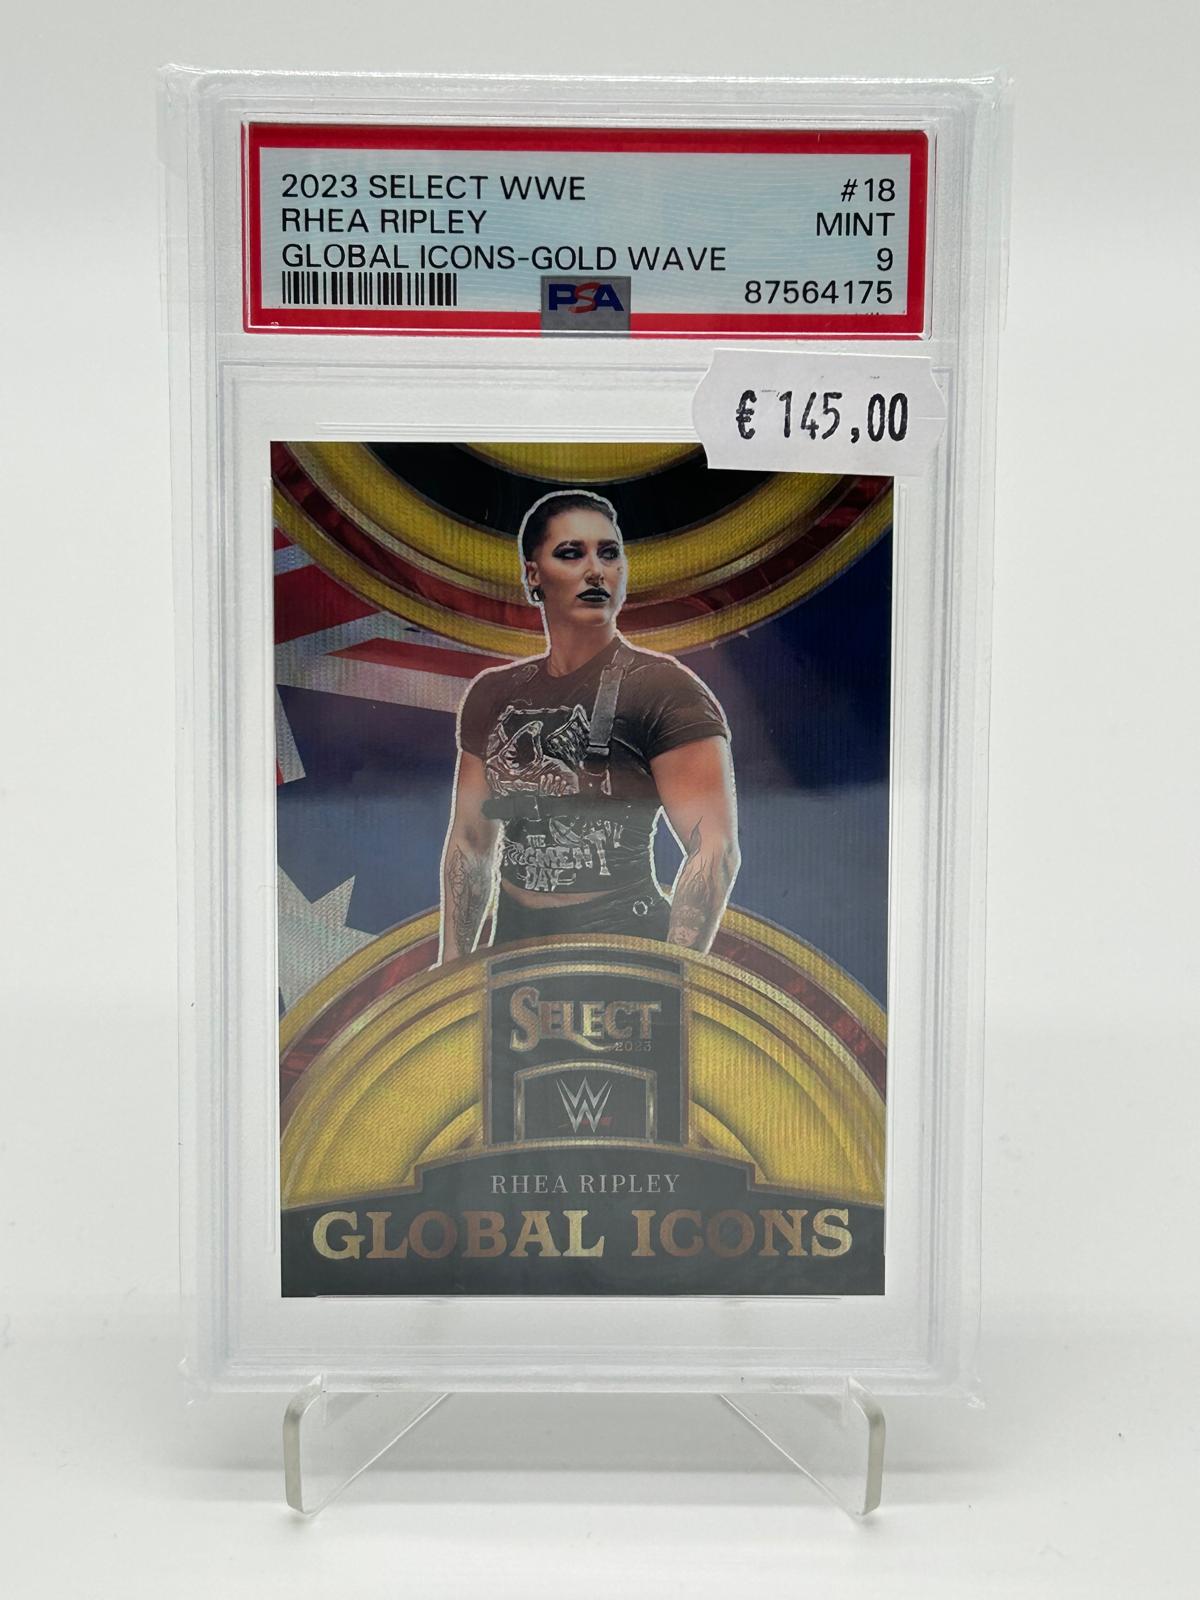 2023 SELECT WWE #18
RHEA RIPLEY MINT
GLOBAL ICONS-GOLD WAVE 9
PSA 87564175
€ 145,00
THE
JUDGMENT
DAY
SELECT
2023
W
RHEA RIPLEY
GLOBAL ICONS